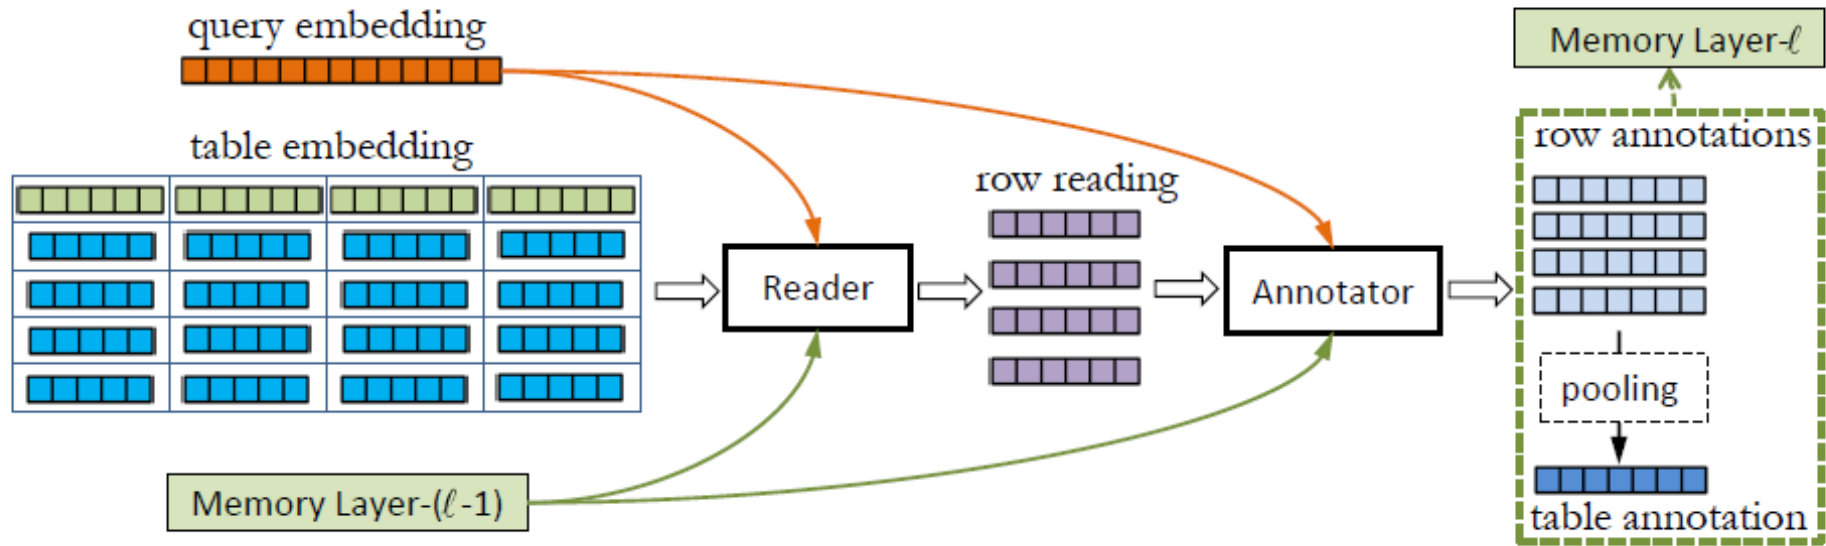 query embedding
table embedding
Memory Layer-(ℓ-1)
Reader
row reading
Annotator
Memory Layer-ℓ
row annotations
pooling
table annotation